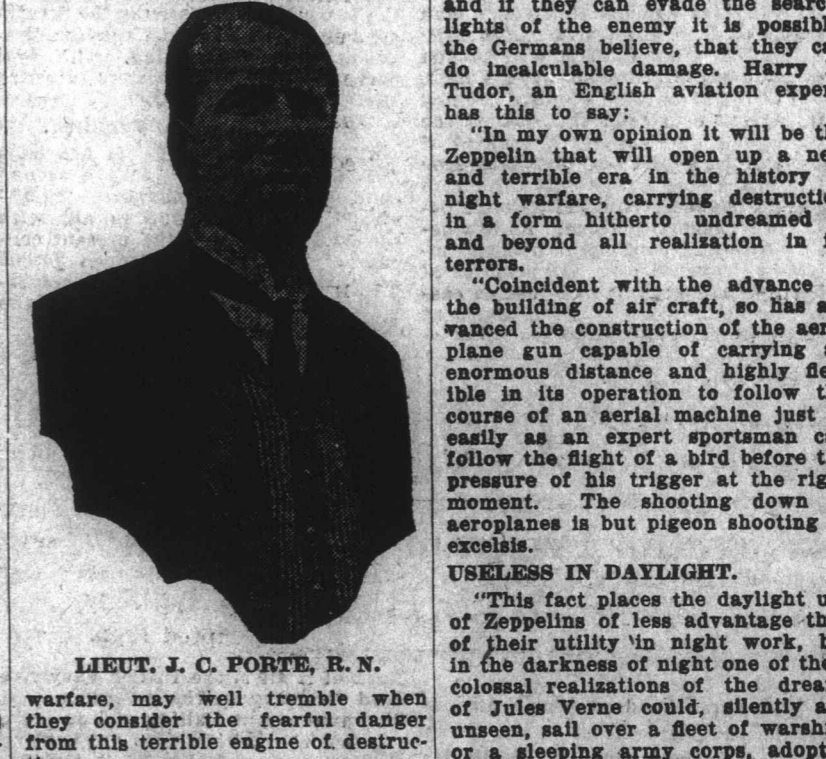 LIEUT. J. C. PORTE, R. N.
warfare, may well tremble when
they consider the fearful danger
from this terrible engine of destruc-
and if they can evade the search
lights of the enemy it is possibl
the Germans believe, that they ca
do incalculable damage. Harry
Tudor, an English aviation exper
has this to say:
"In my own opinion it will be th
Zeppelin that will open up a ne
and terrible era in the history
night warfare, carrying destructio
in a form hitherto undreamed
and beyond all realization in i
terrors.
"Coincident with the advance
the building of air craft, so has a
vanced the construction of the aer
plane gun capable of carrying a
enormous distance and highly fle
ible in its operation to follow th
course of an aerial machine just
easily as an expert sportsman ca
follow the flight of a bird before t
pressure of his trigger at the rig
moment. The shooting down
aeroplanes is but pigeon shooting
excelsis.
USELESS IN DAYLIGHT.
"This fact places the daylight u
of Zeppelins of less advantage th
of their utility in night work, b
in the darkness of night one of the
colossal realizations of the drea
of Jules Verne could, silently a
unseen, sail over a fleet of warshi
or a sleeping army corps, adopt